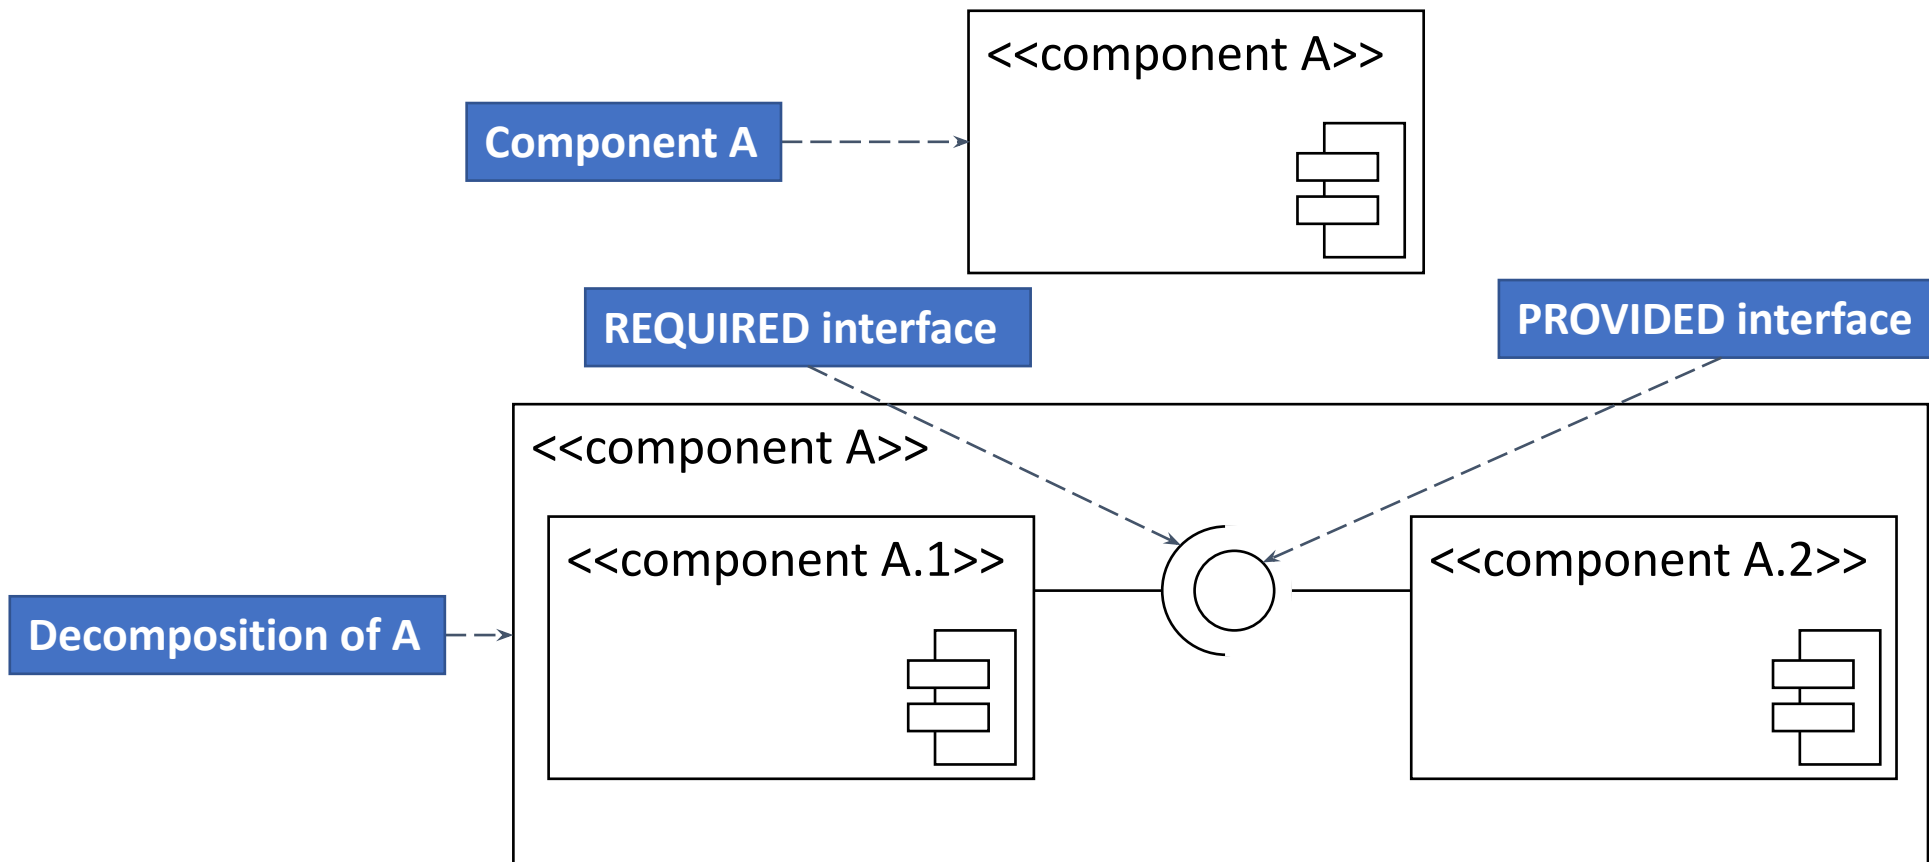 <<component A>>
Component A
REQUIRED interface
PROVIDED interface
<<component A>>
<<component A.1>>
<<component A.2>>
Decomposition of A